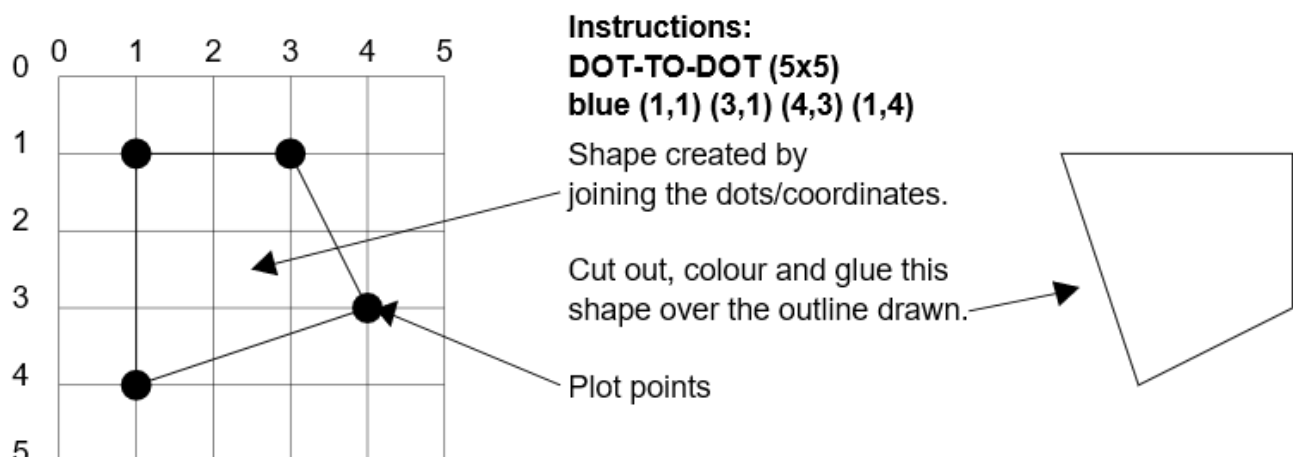 0 1 2 3 4 5
0
1
2
3
4
5
Instructions:
DOT-TO-DOT (5x5)
blue (1,1) (3,1) (4,3) (1,4)
Shape created by
joining the dots/coordinates.
Cut out, colour and glue this
shape over the outline drawn.
Plot points